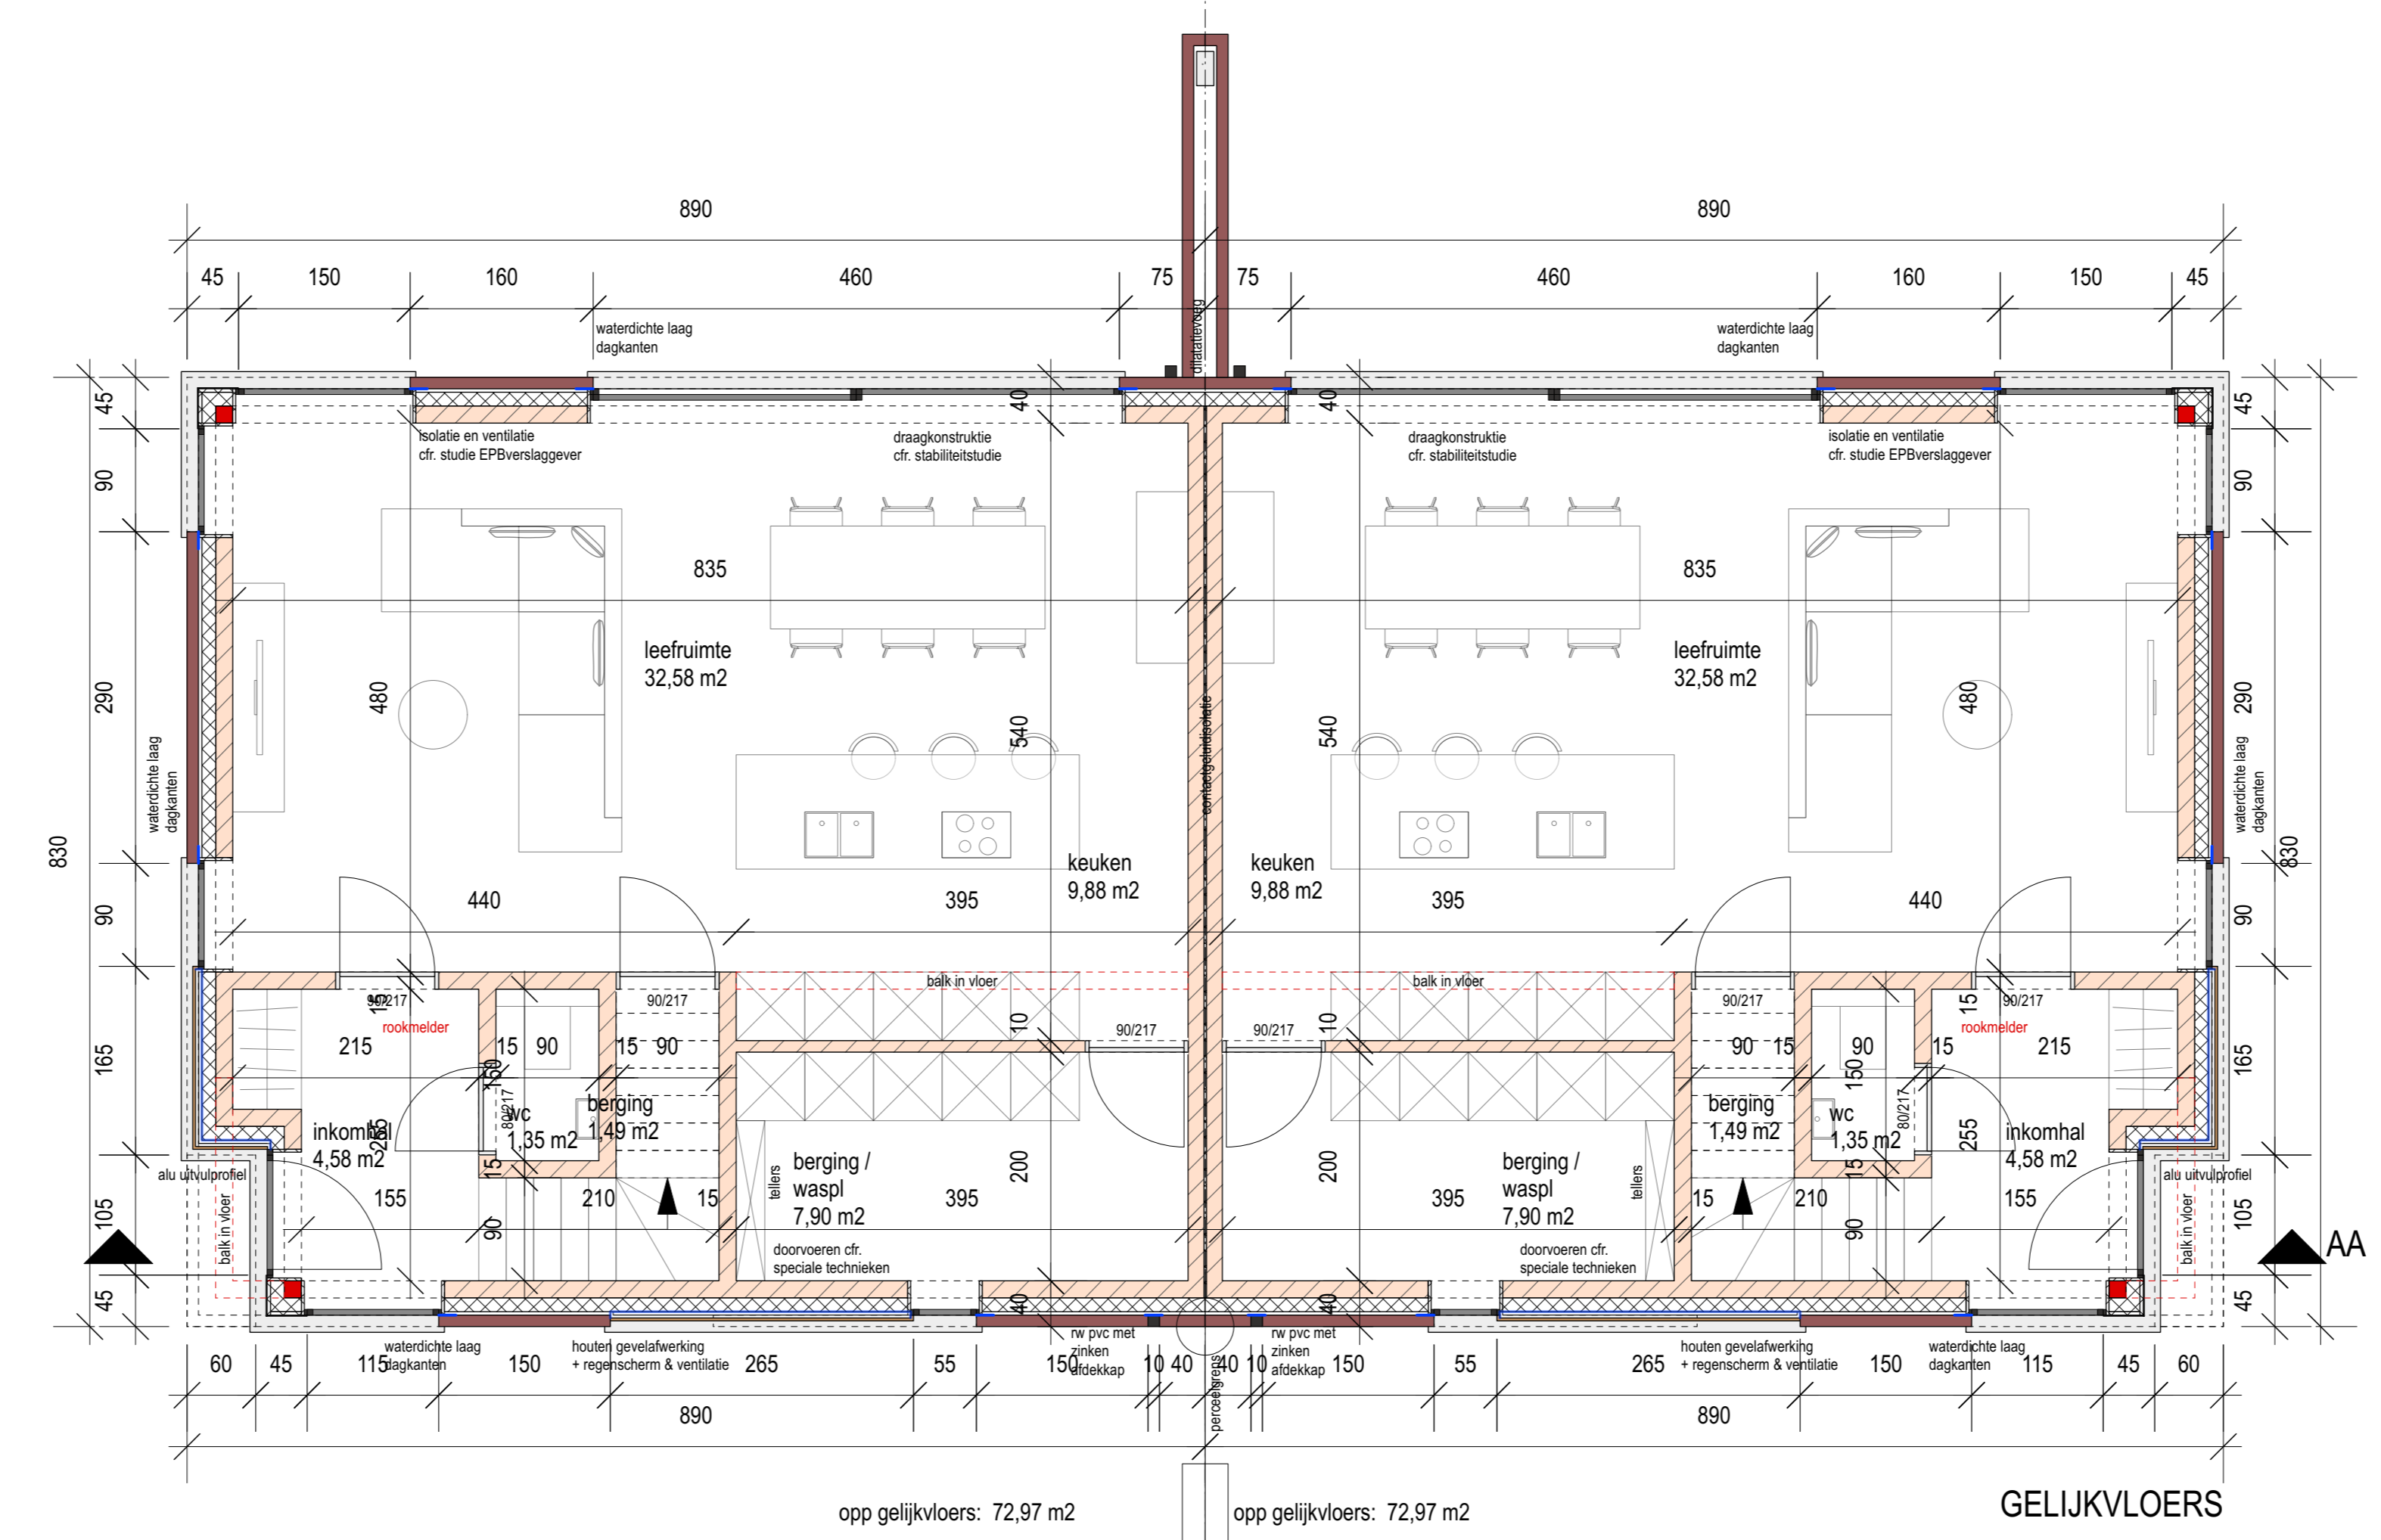 890 890
45 150 160 460 75 75 460 160 150 45
dilatatievoeg
waterdichte laag
dagkanten
waterdichte laag
dagkanten
45 40 40 45
isolatie en ventilatie
cfr. studie EPBverslaggever
draagkonstruktie
cfr. stabiliteitstudie
draagkonstruktie
cfr. stabiliteitstudie
isolatie en ventilatie
cfr. studie EPBverslaggever
90 90
835 835
leefruimte
32,58 m2
leefruimte
32,58 m2
290 480 540 540 480 290
contactgeluidisolatie
waterdichte laag
dagkanten
waterdichte laag
dagkanten
830 830
keuken
9,88 m2
keuken
9,88 m2
90 440 395 395 440 90
balk in vloer balk in vloer
90/217 90/217 90/217 90/217
15 15
rookmelder rookmelder
10 90/217 90/217 10
165 215 15 90 15 90 90 15 90 15 215 165
150 150
80/217 80/217
inkomhal
4,58 m2
255
wc
1,35 m2
berging
1,49 m2
berging
1,49 m2
wc
1,35 m2
255
inkomhal
4,58 m2
alu uitvulprofiel alu uitvulprofiel
15 15
berging /
waspl
7,90 m2
berging /
waspl
7,90 m2
tellers tellers
200 200
155 210 15 395 395 15 210 155
105 90 90 105
balk in vloer balk in vloer
AA
doorvoeren cfr.
speciale technieken
doorvoeren cfr.
speciale technieken
45 40 40 45
waterdichte laag
dagkanten
houten gevelafwerking
+ regenscherm & ventilatie
rw pvc met
zinken
afdekkap
rw pvc met
zinken
afdekkap
houten gevelafwerking
+ regenscherm & ventilatie
waterdichte laag
dagkanten
60 45 115 150 265 55 150 10 40 40 10 150 55 265 150 115 45 60
perceelgrens
890 890
opp gelijkvloers: 72,97 m2 opp gelijkvloers: 72,97 m2
GELIJKVLOERS